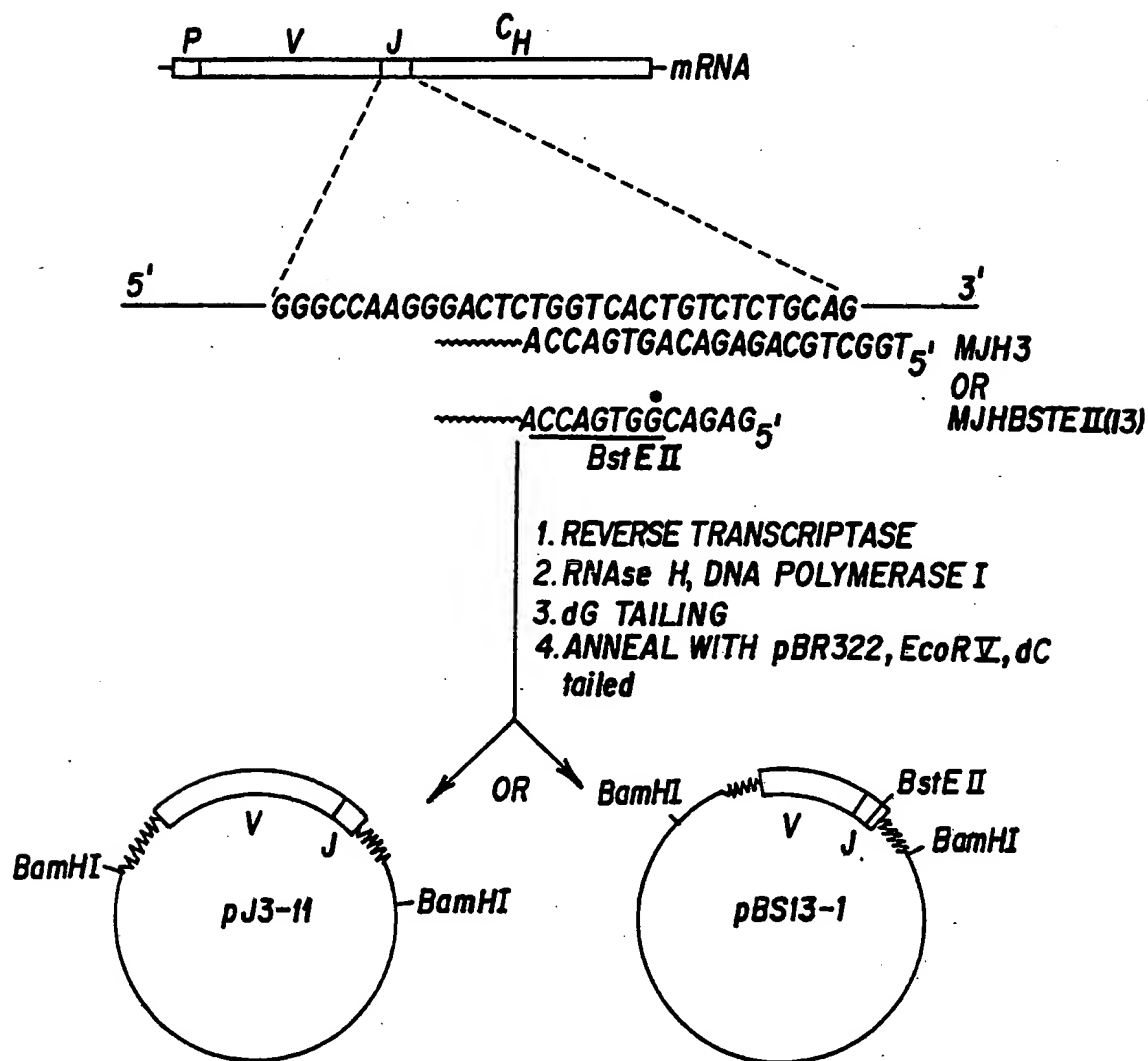 P V J CH
mRNA
5' 3'
GGGCCAAGGGACTCTGGTCACTGTCTCTGCAG
ACCAGTGACAGAGACGTCGGT5' MJH3
OR
MJHBSTEII(13)
ACCAGTGGCAGAG5'
BstEII
1. REVERSE TRANSCRIPTASE
2. RNAse H, DNA POLYMERASE I
3. dG TAILING
4. ANNEAL WITH pBR322, EcoRV, dC
tailed
OR
BamHI V J BamHI
pJ3-11
BamHI V J BstEII
BamHI
pBS13-1